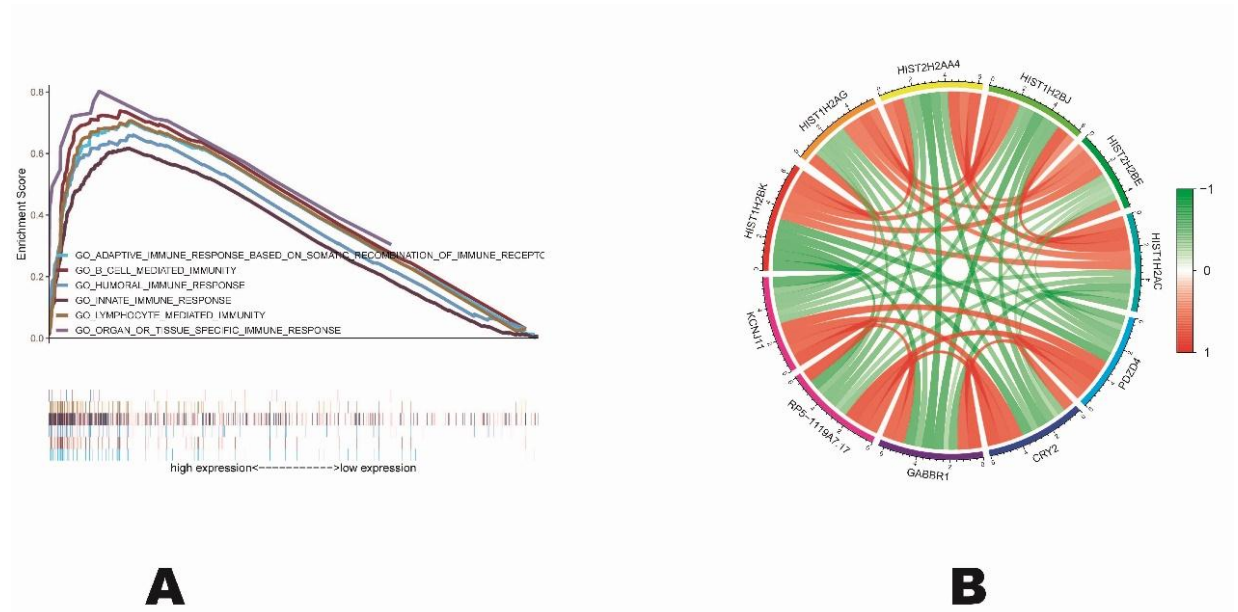 0.8
0.6
0.4
0.2
0.0
Enrichment Score
GO_ADAPTIVE_IMMUNE_RESPONSE_BASED_ON_SOMATIC_RECOMBINATION_OF_IMMUNE_RECEPTO
GO_B_CELL_MEDIATED_IMMUNITY
GO_HUMORAL_IMMUNE_RESPONSE
GO_INNATE_IMMUNE_RESPONSE
GO_LYMPHOCYTE_MEDIATED_IMMUNITY
GO_ORGAN_OR_TISSUE_SPECIFIC_IMMUNE_RESPONSE
high expression<------------>low expression
A
HIST2H2AA4
HIST1H2BJ
HIST2H2BE
HIST1H2AC
PDZD4
CRY2
GABBR1
RP5-1119A7.17
KCNJ11
HIST1H2BK
HIST1H2AG
-1
0
1
B